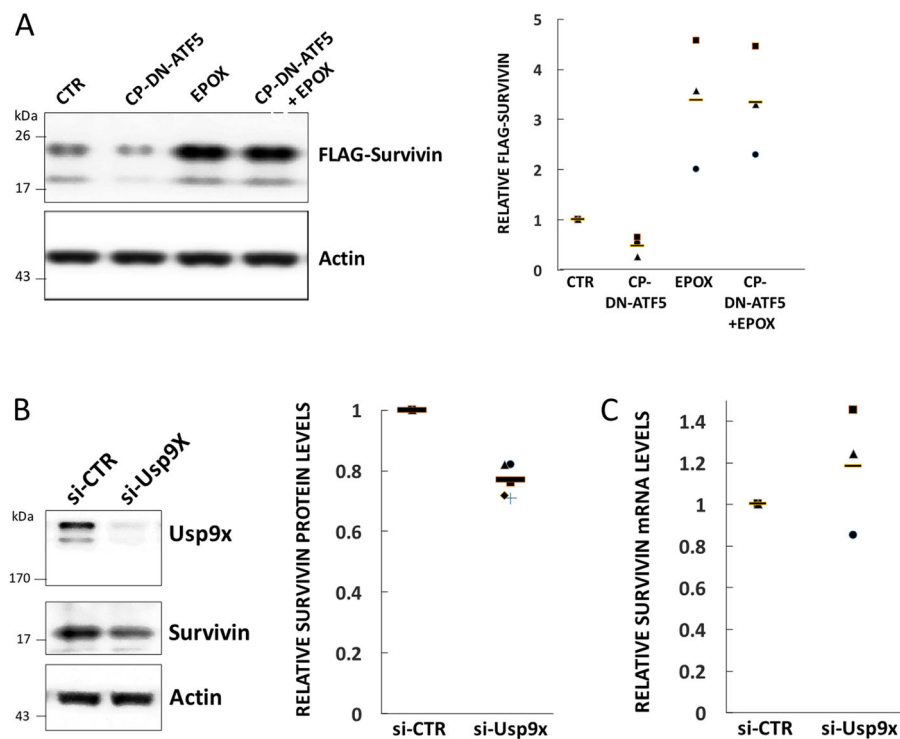 A
CTR
CP-DN-ATF5
EPOX
CP-DN-ATF5
+ EPOX
kDa
26
17
FLAG-Survivin
43
Actin
RELATIVE FLAG-SURVIVIN
5
4
3
2
1
0
CTR
CP-
DN-ATF5
EPOX
CP-
DN-ATF5
+EPOX
B
si-CTR
si-Usp9X
kDa
170
Usp9x
17
Survivin
43
Actin
RELATIVE SURVIVIN PROTEIN LEVELS
1
0.8
0.6
0.4
0.2
0
si-CTR
si-Usp9x
C
RELATIVE SURVIVIN mRNA LEVELS
1.4
1.2
1
0.8
0.6
0.4
0.2
0
si-CTR
si-Usp9x